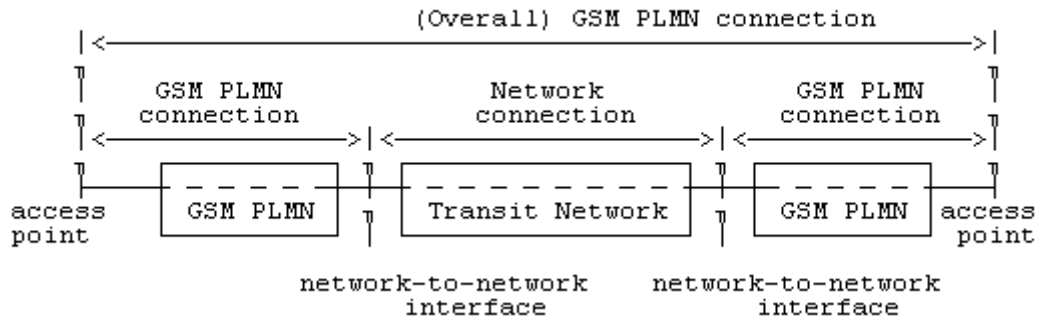 (Overall) GSM PLMN connection
GSM PLMN connection
Network connection
GSM PLMN connection
access point
GSM PLMN
Transit Network
GSM PLMN
access point
network-to-network interface
network-to-network interface